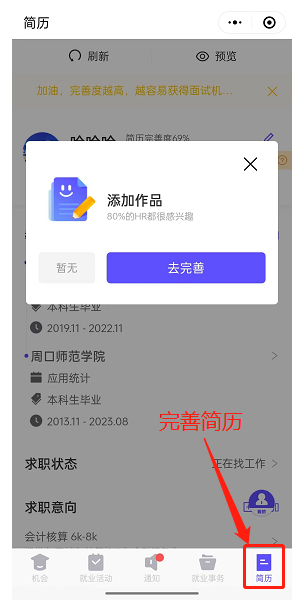 简历
刷新
预览
加油，完善度越高，越容易获得面试机...
简历完善度69%
添加作品
80%的HR都很感兴趣
暂无
去完善
本科生毕业
2019.11 - 2022.11
周口师范学院
应用统计
本科生毕业
2013.11 - 2023.08
完善简历
求职状态
正在找工作
求职意向
会计核算 6k-8k
机会
就业活动
通知
就业事务
简历